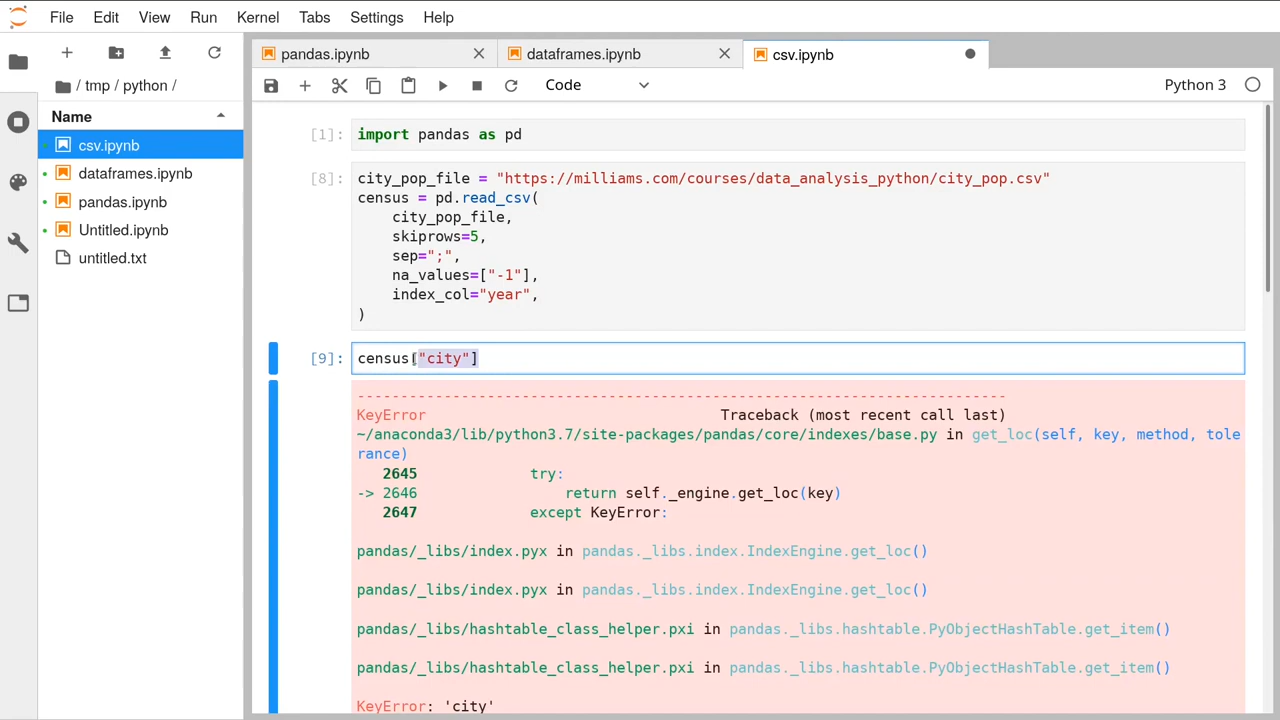 File Edit View Run Kernel Tabs Settings Help
pandas.ipynb
dataframes.ipynb
csv.ipynb
/ tmp / python /
Code
Python 3
Name
csv.ipynb
dataframes.ipynb
pandas.ipynb
Untitled.ipynb
untitled.txt
[1]: import pandas as pd
[8]: city_pop_file = "https://milliams.com/courses/data_analysis_python/city_pop.csv"
census = pd.read_csv(
    city_pop_file,
    skiprows=5,
    sep=";",
    na_values=["-1"],
    index_col="year",
)
[9]: census["city"]
---------------------------------------------------------------------------
KeyError                                  Traceback (most recent call last)
~/anaconda3/lib/python3.7/site-packages/pandas/core/indexes/base.py in get_loc(self, key, method, tole
rance)
   2645             try:
-> 2646                 return self._engine.get_loc(key)
   2647             except KeyError:
pandas/_libs/index.pyx in pandas._libs.index.IndexEngine.get_loc()
pandas/_libs/index.pyx in pandas._libs.index.IndexEngine.get_loc()
pandas/_libs/hashtable_class_helper.pxi in pandas._libs.hashtable.PyObjectHashTable.get_item()
pandas/_libs/hashtable_class_helper.pxi in pandas._libs.hashtable.PyObjectHashTable.get_item()
KeyError: 'city'